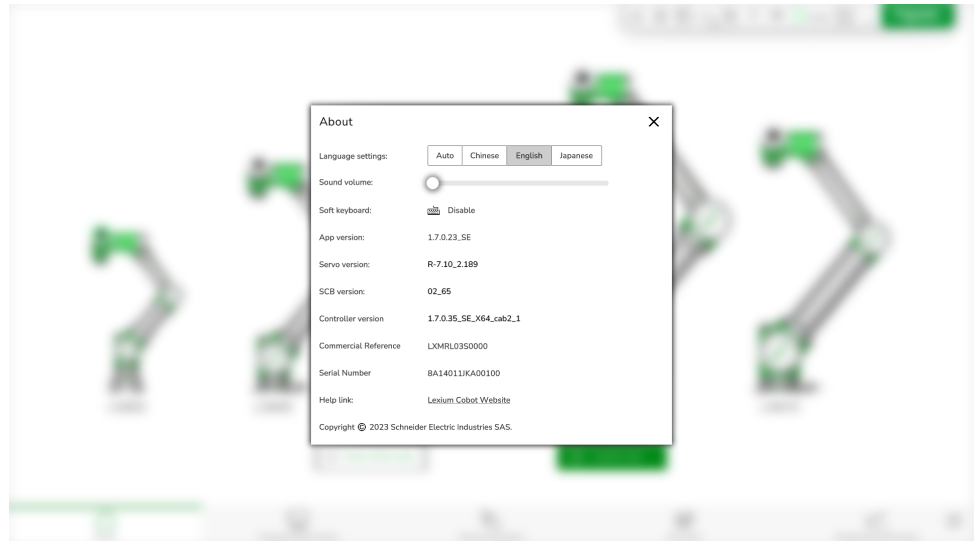 About
Language settings: Auto Chinese English Japanese
Sound volume:
Soft keyboard: Disable
App version: 1.7.0.23_SE
Servo version: R-7.10_2.189
SCB version: 02_65
Controller version 1.7.0.35_SE_X64_cab2_1
Commercial Reference LXMRL03S0000
Serial Number 8A14011JKA00100
Help link: Lexium Cobot Website
Copyright © 2023 Schneider Electric Industries SAS.